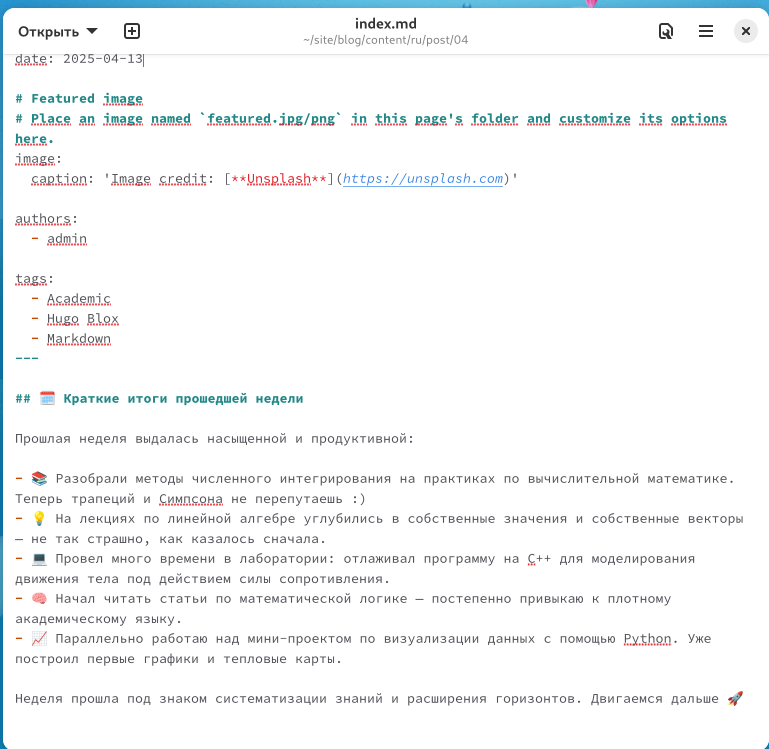 Открыть
index.md
~/site/blog/content/ru/post/04
date: 2025-04-13
# Featured image
# Place an image named `featured.jpg/png` in this page's folder and customize its options
here.
image:
caption: 'Image credit: [**Unsplash**](https://unsplash.com)'
authors:
- admin
tags:
- Academic
- Hugo Blox
- Markdown
---
## 🗓️ Краткие итоги прошедшей недели
Прошлая неделя выдалась насыщенной и продуктивной:
- 📚 Разобрали методы численного интегрирования на практиках по вычислительной математике.
Теперь трапеций и Симпсона не перепутаешь :)
- 💡 На лекциях по линейной алгебре углубились в собственные значения и собственные векторы
— не так страшно, как казалось сначала.
- 💻 Провел много времени в лаборатории: отлаживал программу на C++ для моделирования
движения тела под действием силы сопротивления.
- 🧠 Начал читать статьи по математической логике — постепенно привыкаю к плотному
академическому языку.
- 📈 Параллельно работаю над мини-проектом по визуализации данных с помощью Python. Уже
построил первые графики и тепловые карты.
Неделя прошла под знаком систематизации знаний и расширения горизонтов. Двигаемся дальше 🚀